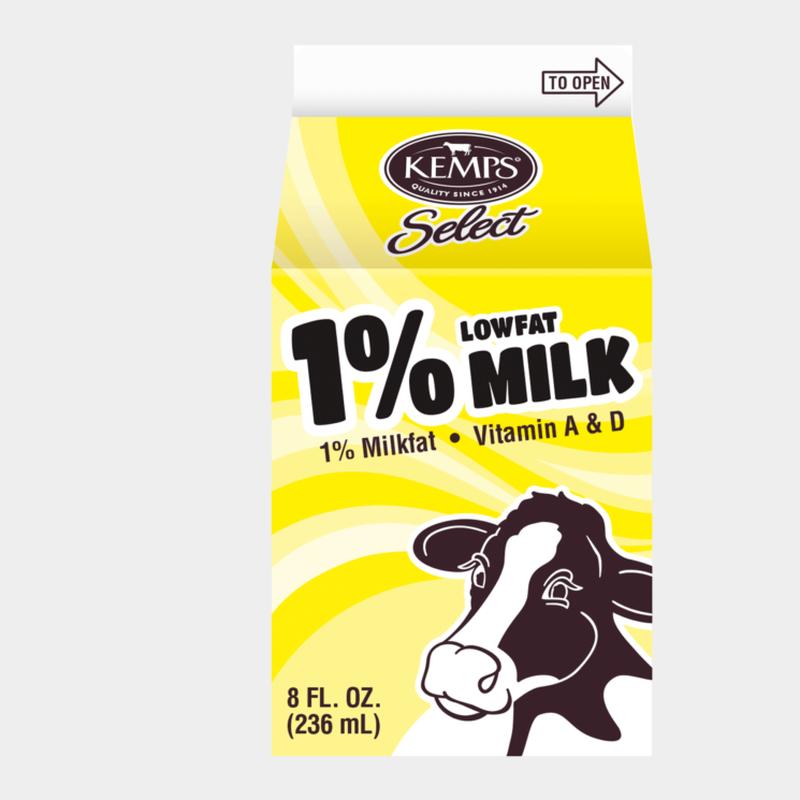 TO OPEN
KEMPS
QUALITY SINCE 1914
Select
1% LOWFAT MILK
1% Milkfat • Vitamin A & D
8 FL. OZ.
(236 mL)